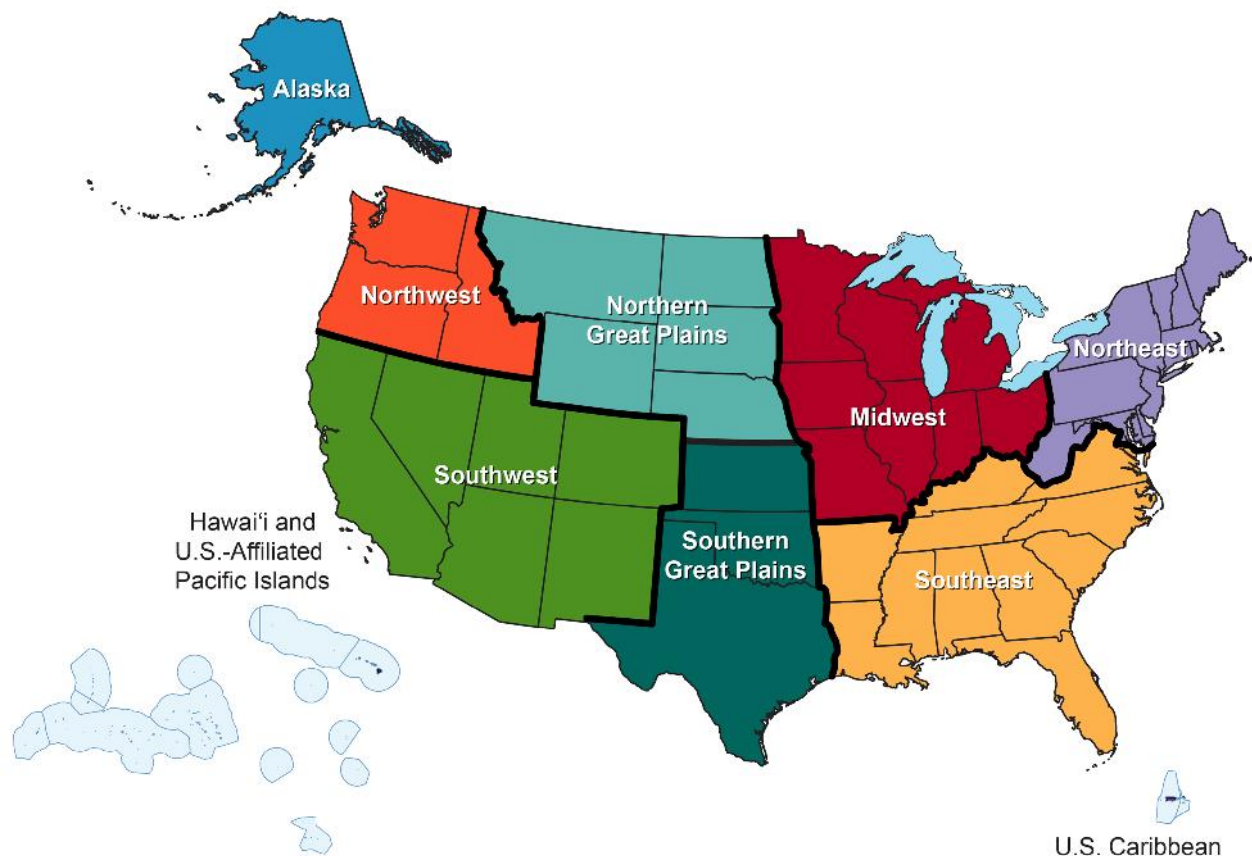 Alaska
Northwest
Northern
Great Plains
Northeast
Midwest
Southwest
Hawai‘i and
U.S.-Affiliated
Pacific Islands
Southern
Great Plains
Southeast
U.S. Caribbean